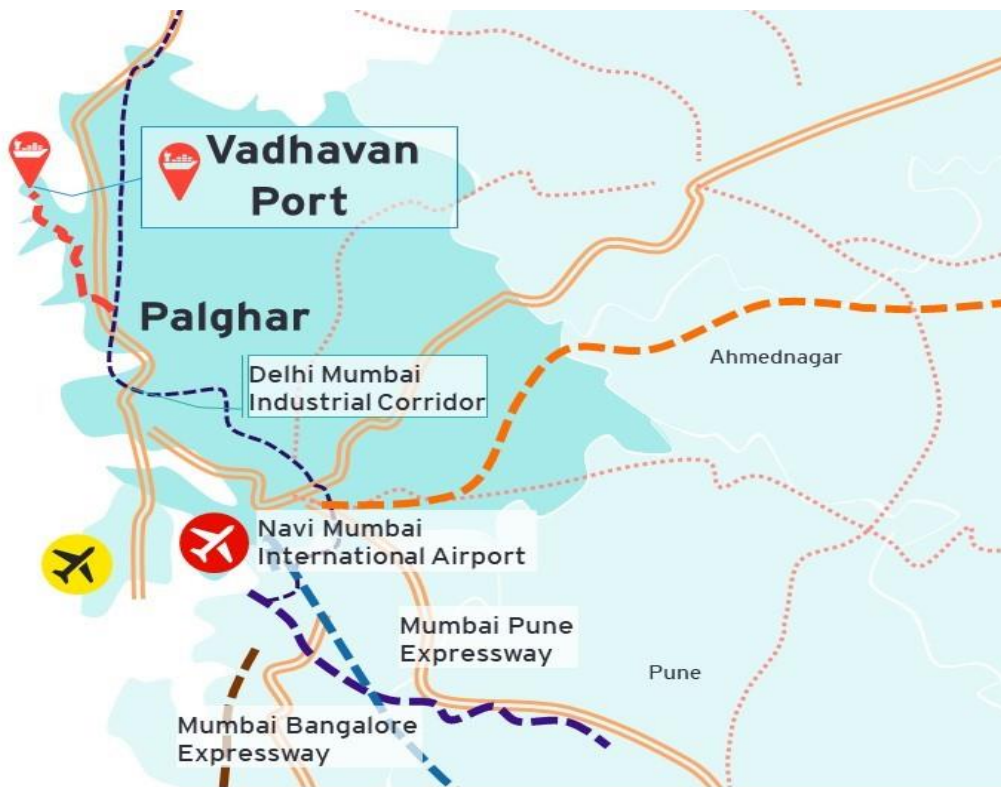 Vadhavan
Port
Palghar
Delhi Mumbai
Industrial Corridor
Ahmednagar
Navi Mumbai
International Airport
Mumbai Pune
Expressway
Pune
Mumbai Bangalore
Expressway